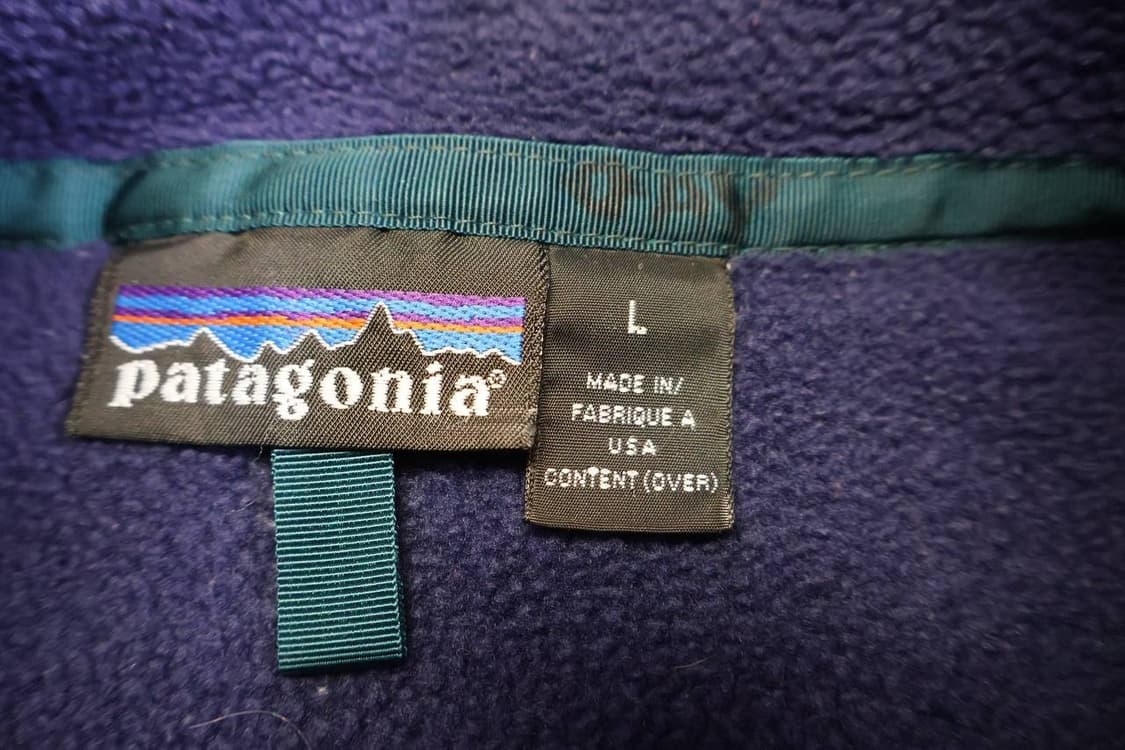 patagonia®
L
MADE IN/
FABRIQUE A
USA
CONTENT (OVER)